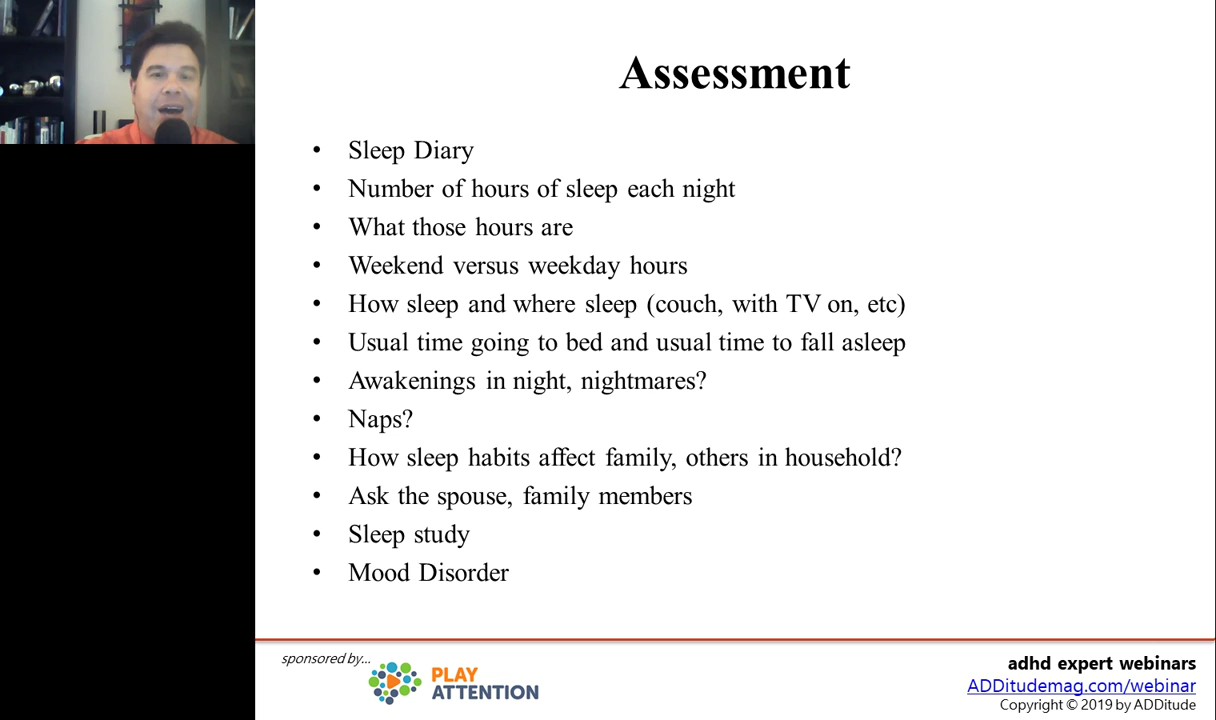 Assessment
• Sleep Diary
• Number of hours of sleep each night
• What those hours are
• Weekend versus weekday hours
• How sleep and where sleep (couch, with TV on, etc)
• Usual time going to bed and usual time to fall asleep
• Awakenings in night, nightmares?
• Naps?
• How sleep habits affect family, others in household?
• Ask the spouse, family members
• Sleep study
• Mood Disorder
sponsored by...
PLAY
ATTENTION
adhd expert webinars
ADDitudemag.com/webinar
Copyright © 2019 by ADDitude